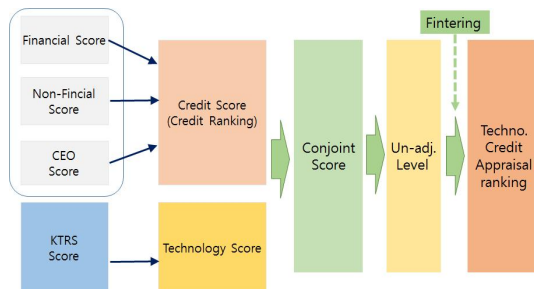 Fintering
Financial Score
Non-Fincial
Score
CEO
Score
Credit Score
(Credit Ranking)
Conjoint
Score
Un-adj.
Level
Techno.
Credit
Appraisal
ranking
KTRS
Score
Technology Score